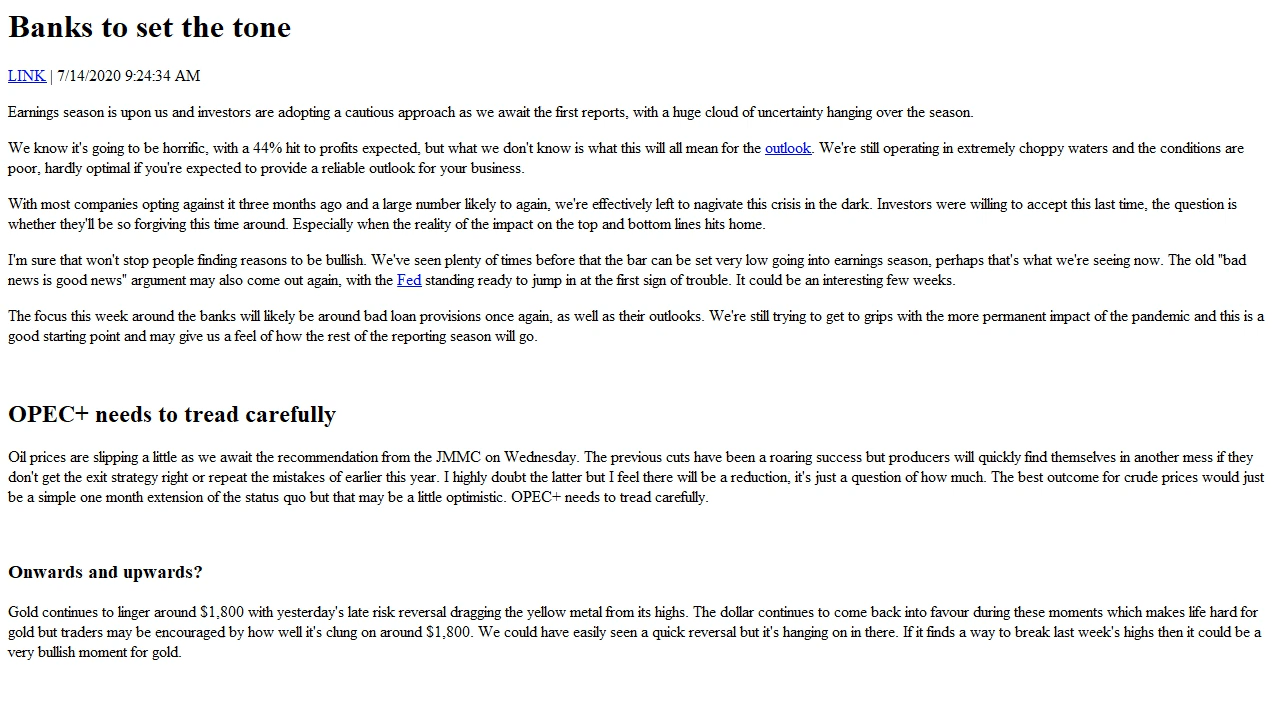 Banks to set the tone
LINK | 7/14/2020 9:24:34 AM
Earnings season is upon us and investors are adopting a cautious approach as we await the first reports, with a huge cloud of uncertainty hanging over the season.
We know it's going to be horrific, with a 44% hit to profits expected, but what we don't know is what this will all mean for the outlook. We're still operating in extremely choppy waters and the conditions are
poor, hardly optimal if you're expected to provide a reliable outlook for your business.
With most companies opting against it three months ago and a large number likely to again, we're effectively left to nagivate this crisis in the dark. Investors were willing to accept this last time, the question is
whether they'll be so forgiving this time around. Especially when the reality of the impact on the top and bottom lines hits home.
I'm sure that won't stop people finding reasons to be bullish. We've seen plenty of times before that the bar can be set very low going into earnings season, perhaps that's what we're seeing now. The old "bad
news is good news" argument may also come out again, with the Fed standing ready to jump in at the first sign of trouble. It could be an interesting few weeks.
The focus this week around the banks will likely be around bad loan provisions once again, as well as their outlooks. We're still trying to get to grips with the more permanent impact of the pandemic and this is a
good starting point and may give us a feel of how the rest of the reporting season will go.
OPEC+ needs to tread carefully
Oil prices are slipping a little as we await the recommendation from the JMMC on Wednesday. The previous cuts have been a roaring success but producers will quickly find themselves in another mess if they
don't get the exit strategy right or repeat the mistakes of earlier this year. I highly doubt the latter but I feel there will be a reduction, it's just a question of how much. The best outcome for crude prices would just
be a simple one month extension of the status quo but that may be a little optimistic. OPEC+ needs to tread carefully.
Onwards and upwards?
Gold continues to linger around $1,800 with yesterday's late risk reversal dragging the yellow metal from its highs. The dollar continues to come back into favour during these moments which makes life hard for
gold but traders may be encouraged by how well it's clung on around $1,800. We could have easily seen a quick reversal but it's hanging on in there. If it finds a way to break last week's highs then it could be a
very bullish moment for gold.